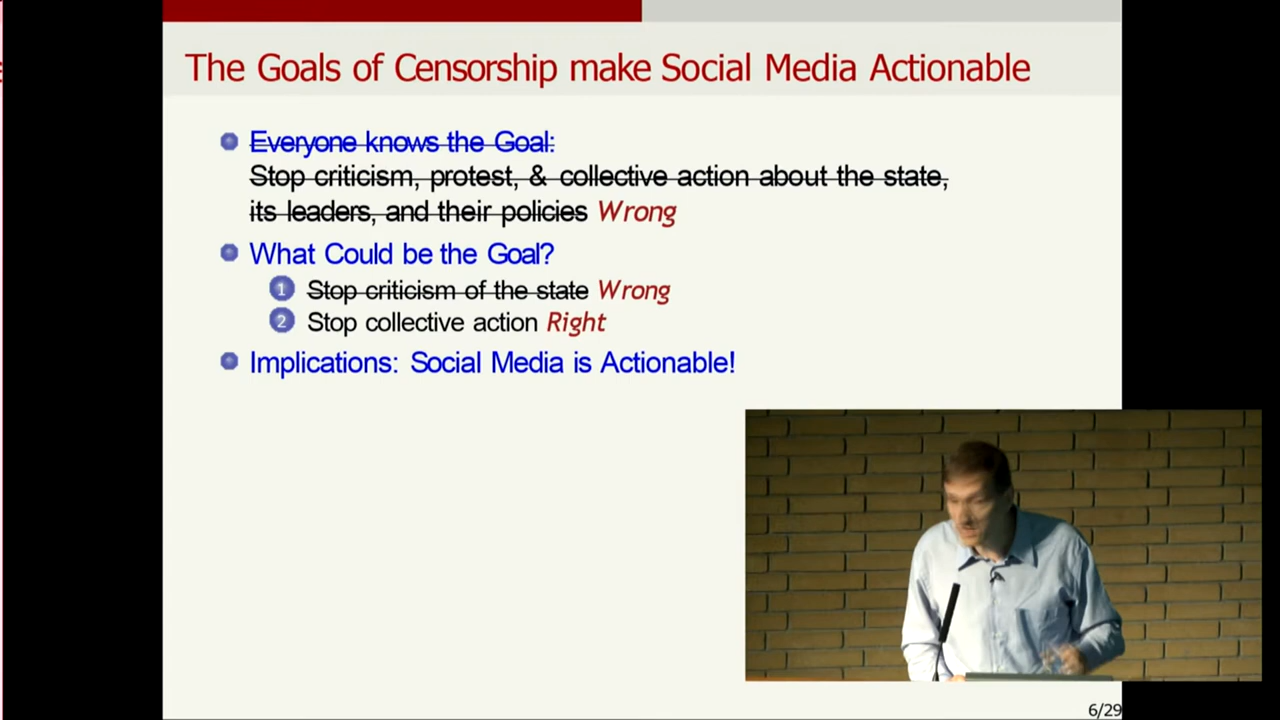 The Goals of Censorship make Social Media Actionable
Everyone knows the Goal:
Stop criticism, protest, & collective action about the state,
its leaders, and their policies Wrong
What Could be the Goal?
1 Stop criticism of the state Wrong
2 Stop collective action Right
Implications: Social Media is Actionable!
6/29